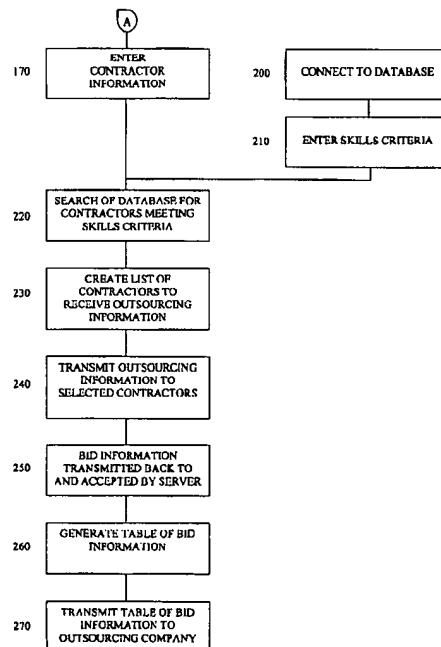 A
170
ENTER
CONTRACTOR
INFORMATION
200
CONNECT TO DATABASE
210
ENTER SKILLS CRITERIA
220
SEARCH OF DATABASE FOR
CONTRACTORS MEETING
SKILLS CRITERIA
230
CREATE LIST OF
CONTRACTORS TO
RECEIVE OUTSOURCING
INFORMATION
240
TRANSMIT OUTSOURCING
INFORMATION TO
SELECTED CONTRACTORS
250
BID INFORMATION
TRANSMITTED BACK TO
AND ACCEPTED BY SERVER
260
GENERATE TABLE OF BID
INFORMATION
270
TRANSMIT TABLE OF BID
INFORMATION TO
OUTSOURCING COMPANY